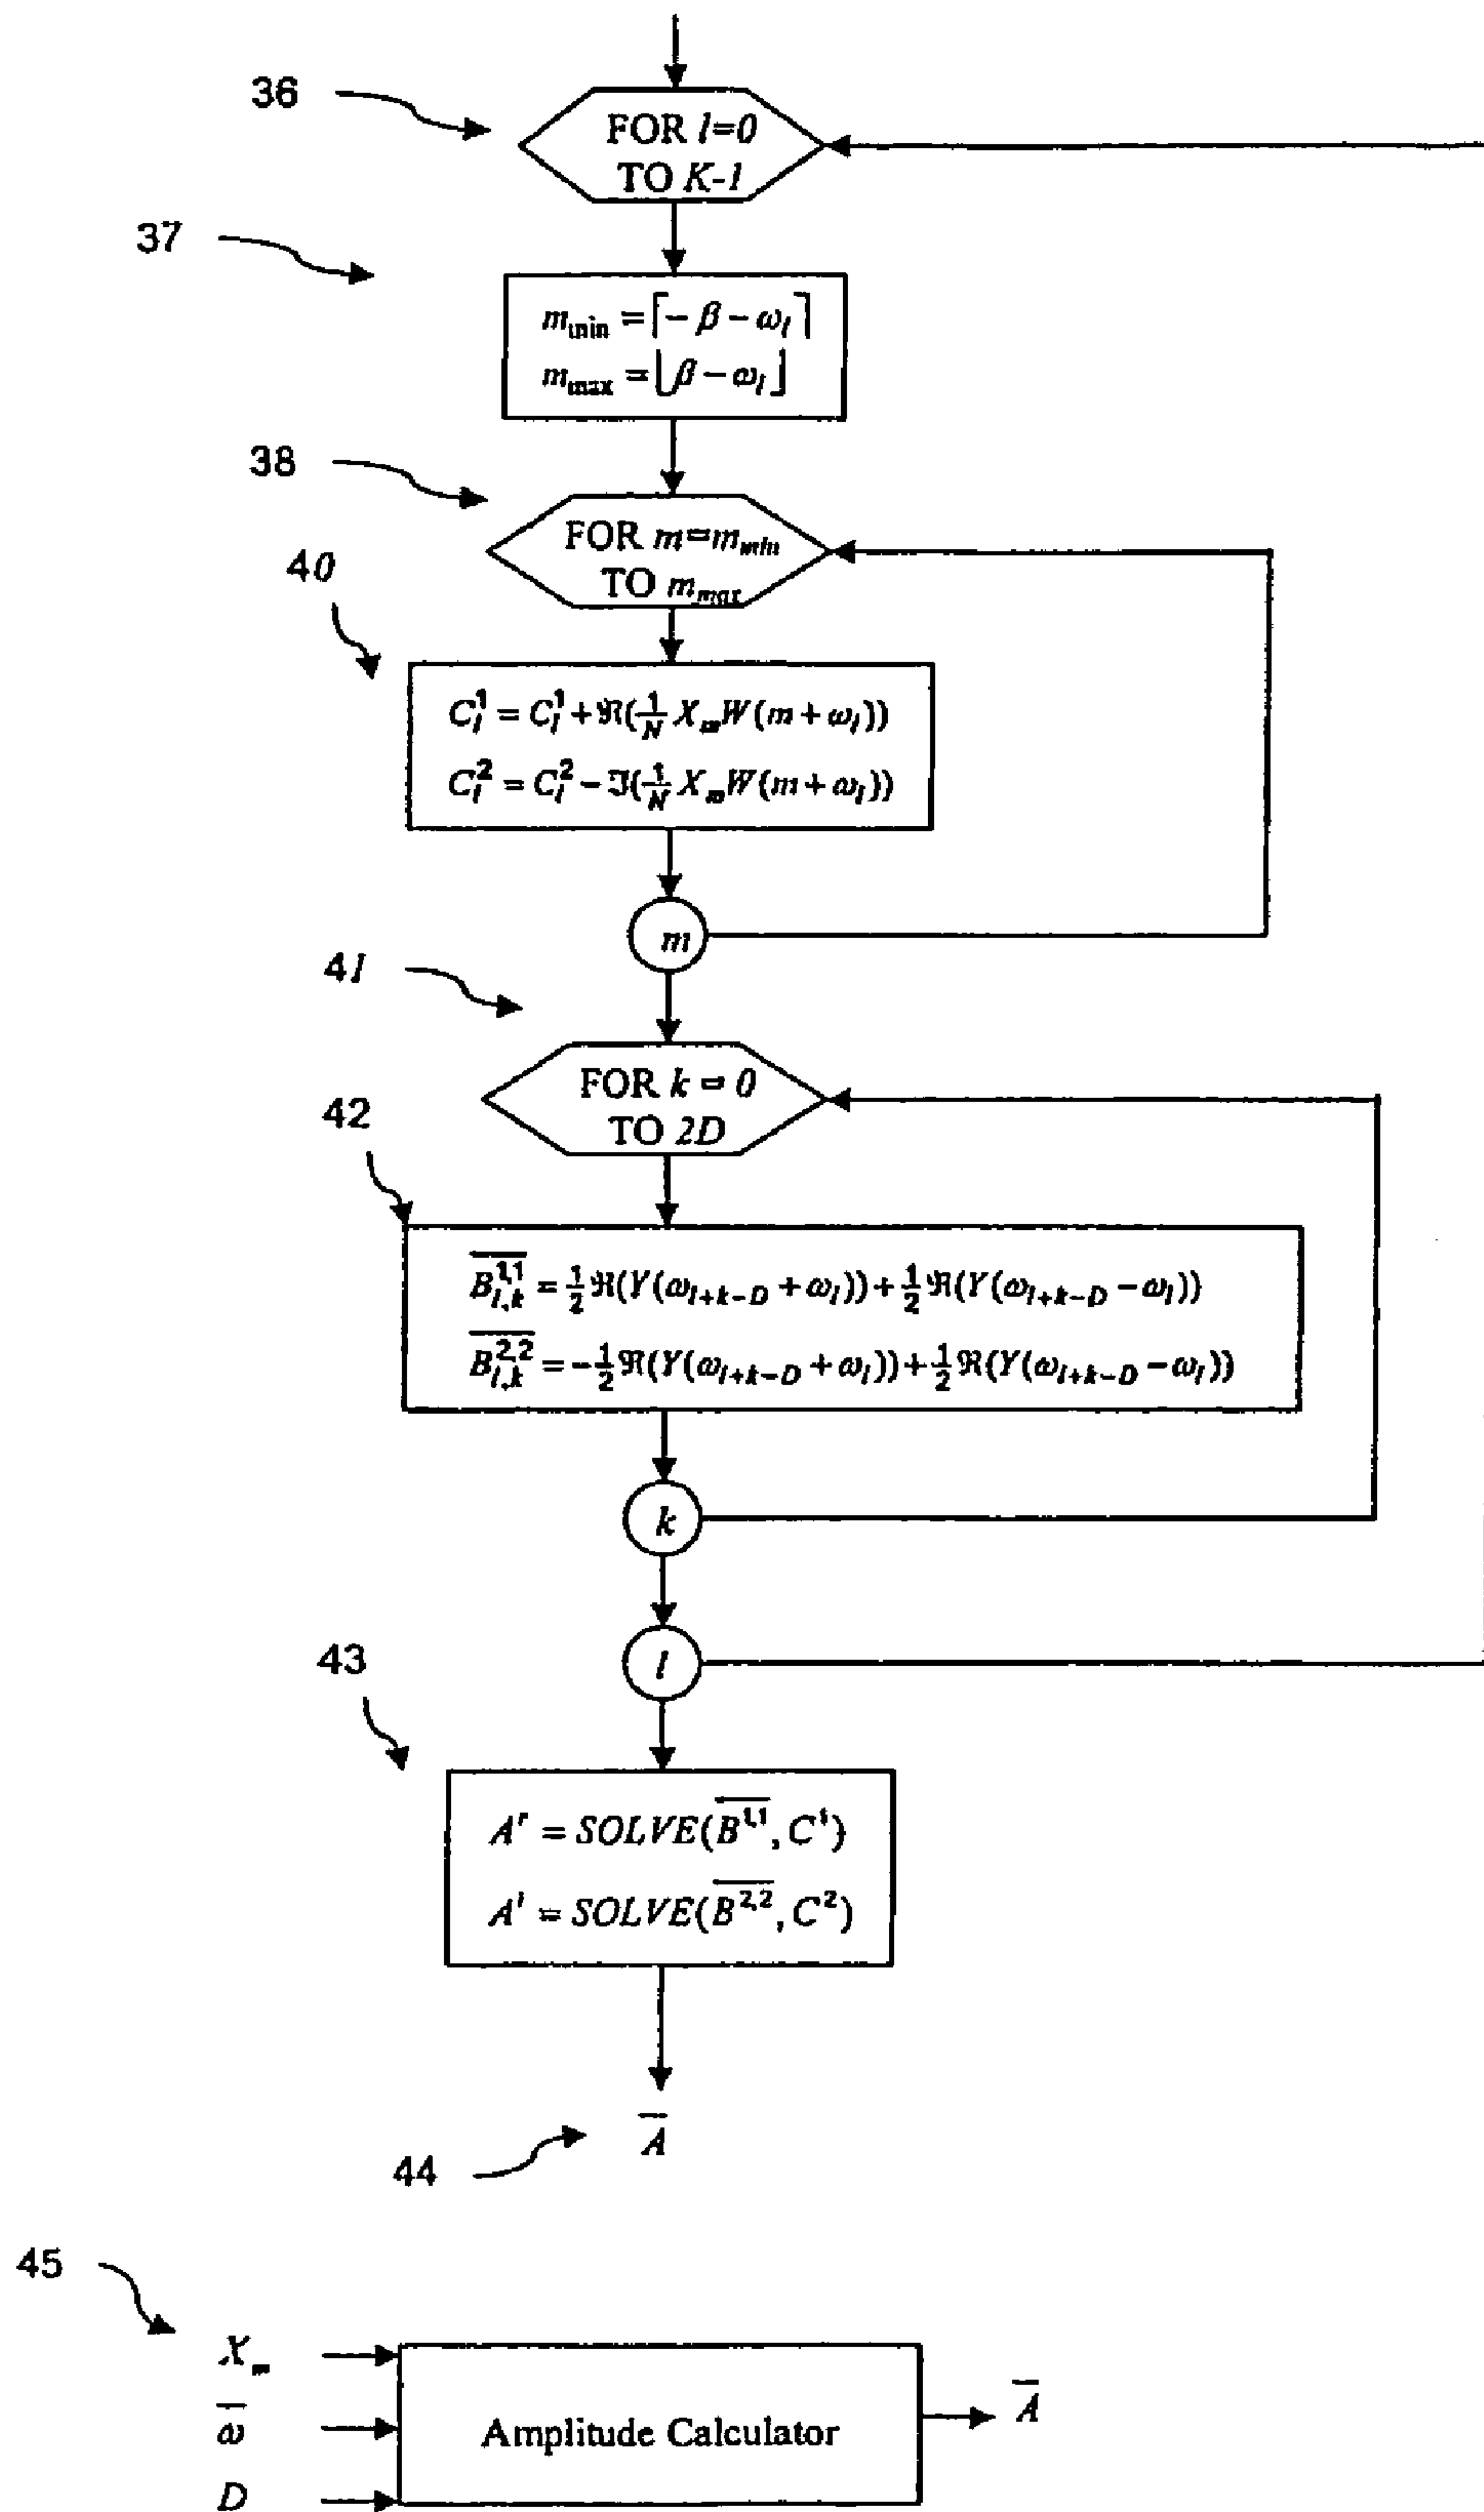 36
FOR l=0
TO K-1
37
m_min = ⌈-β-ω_l⌉
m_max = ⌊β-ω_l⌋
38
FOR m=m_min
TO m_max
40
C_l^1 = C_l^1 + ℜ(1/N X_m W(m+ω_l))
C_l^2 = C_l^2 - ℑ(1/N X_m W(m+ω_l))
m
41
FOR k = 0
TO 2D
42
B_{l,k}^{1,1} = 1/2 ℜ(Y(ω_{l+k-D} + ω_l)) + 1/2 ℜ(Y(ω_{l+k-D} - ω_l))
B_{l,k}^{2,2} = -1/2 ℜ(Y(ω_{l+k-D} + ω_l)) + 1/2 ℜ(Y(ω_{l+k-D} - ω_l))
k
l
43
A^r = SOLVE(B^{1,1}, C^1)
A^i = SOLVE(B^{2,2}, C^2)
A
44
45
X_m
ω
D
Amplitude Calculator
A